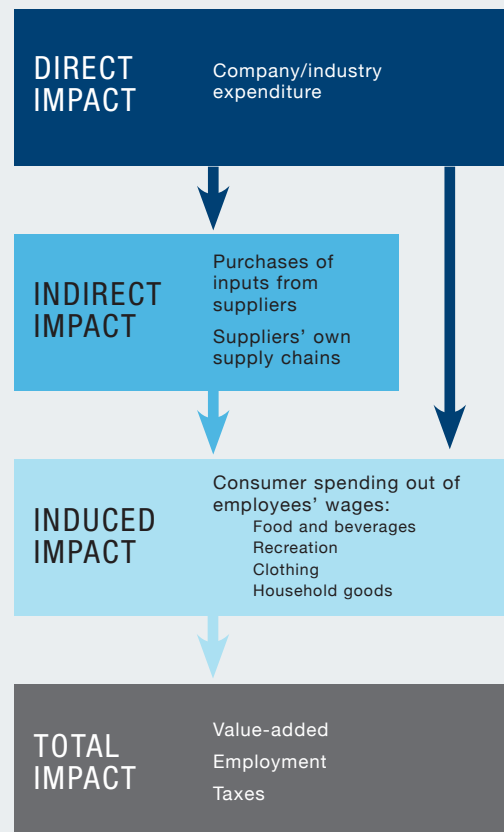 DIRECT
IMPACT
Company/industry
expenditure
INDIRECT
IMPACT
Purchases of
inputs from
suppliers
Suppliers’ own
supply chains
INDUCED
IMPACT
Consumer spending out of
employees’ wages:
Food and beverages
Recreation
Clothing
Household goods
TOTAL
IMPACT
Value-added
Employment
Taxes